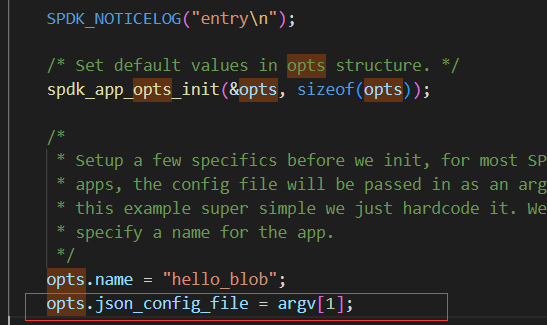 SPDK_NOTICELOG("entry\n");
/* Set default values in opts structure. */
spdk_app_opts_init(&opts, sizeof(opts));
/*
* Setup a few specifics before we init, for most SP
* apps, the config file will be passed in as an arg
* this example super simple we just hardcode it. We
* specify a name for the app.
*/
opts.name = "hello_blob";
opts.json_config_file = argv[1];